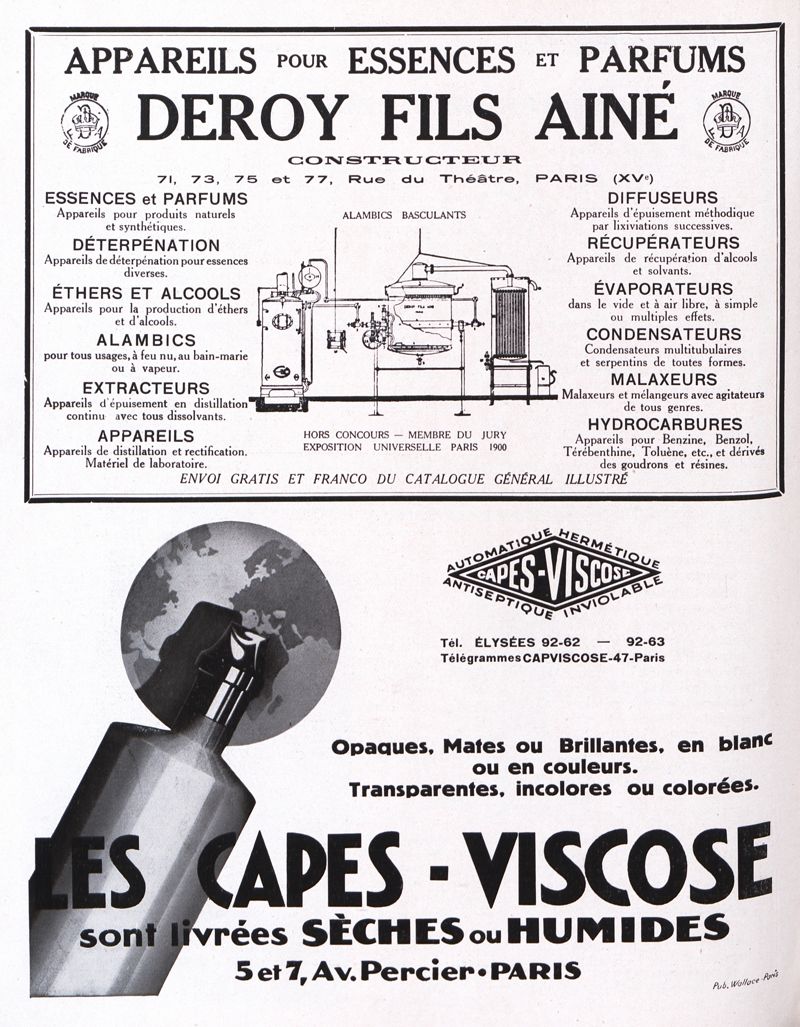 APPAREILS POUR ESSENCES ET PARFUMS
DEROY FILS AINÉ
MARQUE
DE FABRIQUE
MARQUE
DE FABRIQUE
CONSTRUCTEUR
71, 73, 75 et 77, Rue du Théâtre, PARIS (XVe)
ESSENCES et PARFUMS
Appareils pour produits naturels
et synthétiques.
DÉTERPÉNATION
Appareils de déterpénation pour essences
diverses.
ÉTHERS ET ALCOOLS
Appareils pour la production d'éthers
et d'alcools.
ALAMBICS
pour tous usages, à feu nu, au bain-marie
ou à vapeur.
EXTRACTEURS
Appareils d'épuisement en distillation
continu avec tous dissolvants.
APPAREILS
Appareils de distillation et rectification.
Matériel de laboratoire.
ALAMBICS BASCULANTS
DEROY FILS AINÉ
PARIS
HORS CONCOURS — MEMBRE DU JURY
EXPOSITION UNIVERSELLE PARIS 1900
DIFFUSEURS
Appareils d'épuisement méthodique
par lixiviations successives.
RÉCUPÉRATEURS
Appareils de récupération d'alcools
et solvants.
ÉVAPORATEURS
dans le vide et à air libre, à simple
ou multiples effets.
CONDENSATEURS
Condensateurs multitubulaires
et serpentins de toutes formes.
MALAXEURS
Malaxeurs et mélangeurs avec agitateurs
de tous genres.
HYDROCARBURES
Appareils pour Benzine, Benzol,
Térébenthine, Toluène, etc., et dérivés
des goudrons et résines.
ENVOI GRATIS ET FRANCO DU CATALOGUE GÉNÉRAL ILLUSTRÉ
AUTOMATIQUE HERMÉTIQUE
CAPES-VISCOSE
ANTISEPTIQUE INVIOLABLE
Tél. ÉLYSÉES 92-62 — 92-63
Télégrammes CAPVISCOSE-47-Paris
Opaques, Mates ou Brillantes, en blanc
ou en couleurs.
Transparentes, incolores ou colorées.
LES CAPES - VISCOSE
sont livrées SÈCHES ou HUMIDES
5 et 7, Av. Percier • PARIS
Pub. Wallace - Paris